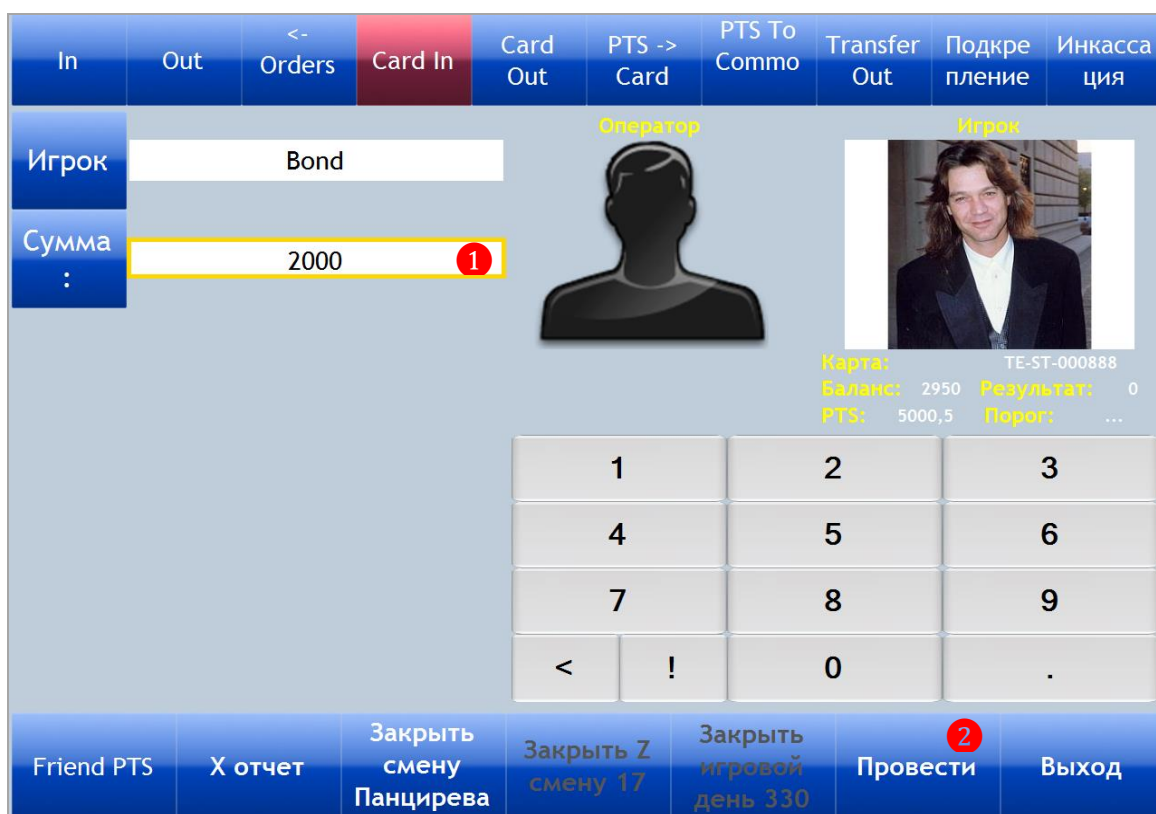 In
Out
<-
Orders
Card In
Card
Out
PTS ->
Card
PTS To
Commo
Transfer
Out
Подкре
пление
Инкасса
ция
Игрок
Bond
Оператор
Игрок
Сумма
:
2000
1
Карта: TE-ST-000888
Баланс: 2950 Результат: 0
PTS: 5000,5 Порог: ...
1 2 3
4 5 6
7 8 9
< ! 0 .
Friend PTS
X отчет
Закрыть
смену
Панцирева
Закрыть Z
смену 17
Закрыть
игровой
день 330
2
Провести
Выход